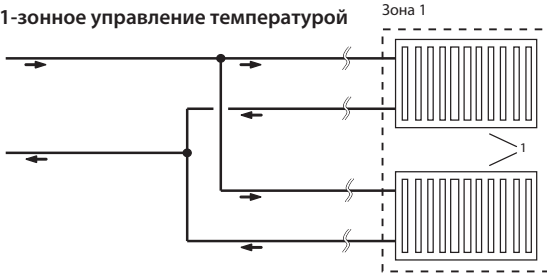 1-зонное управление температурой
Зона 1
1